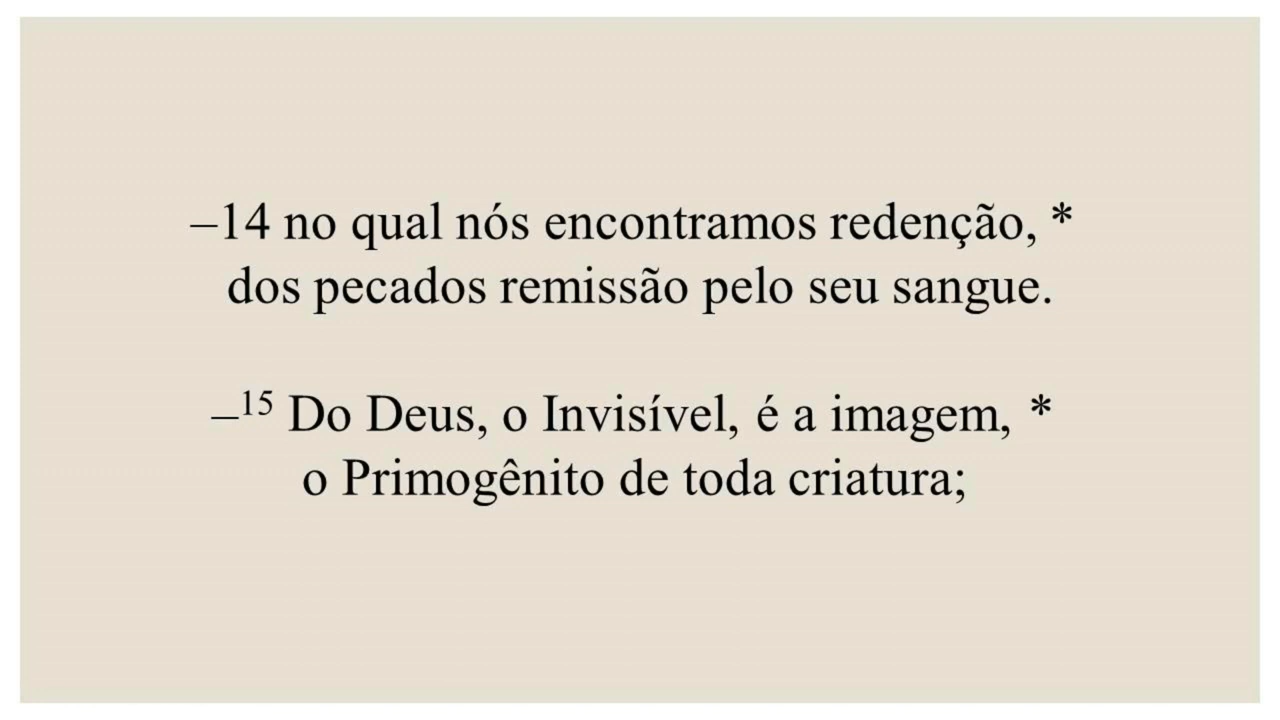 –14 no qual nós encontramos redenção, *
dos pecados remissão pelo seu sangue.
–¹⁵ Do Deus, o Invisível, é a imagem, *
o Primogênito de toda criatura;